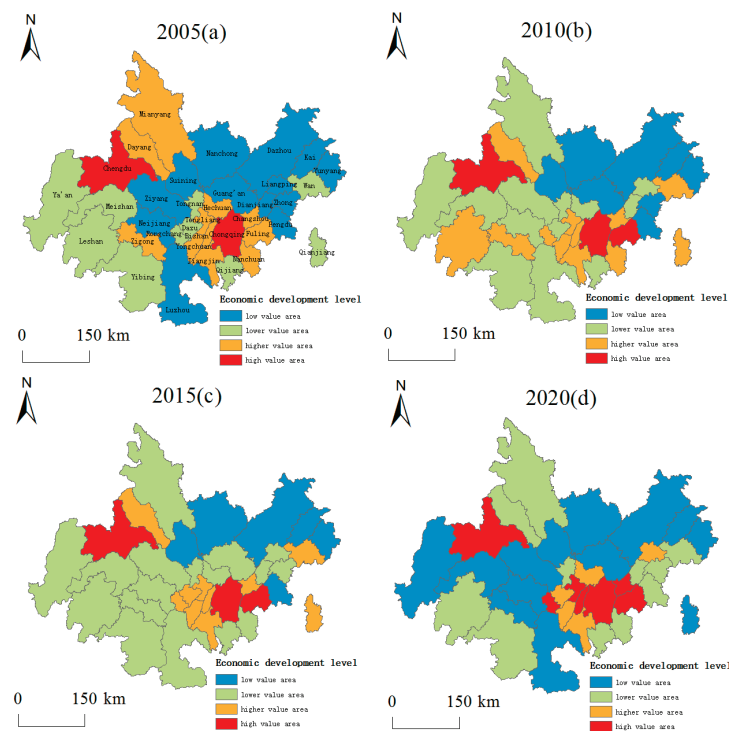 N
2005(a)
Mianyang
Dayang
Chengdu
Nanchong
Dazhou
Kai
Yunyang
Suining
Liangping
Wan
Ya'an
Ziyang
Guang'an
Meishan
Tongnan
Dianjiang
Zhong
Hechuan
Tongliang
Changzhou
Neijiang
Dazu
Rongchang
Bishan
Chongqing
Fuling
Leshan
Zigong
Yongchuan
Jiangjin
Nanchuan
Qianjiang
Yibing
Qijiang
Luzhou
Economic development level
low value area
lower value area
higher value area
high value area
0 150 km
N
2010(b)
Economic development level
low value area
lower value area
higher value area
high value area
0 150 km
N
2015(c)
Economic development level
low value area
lower value area
higher value area
high value area
0 150 km
N
2020(d)
Economic development level
low value area
lower value area
higher value area
high value area
0 150 km